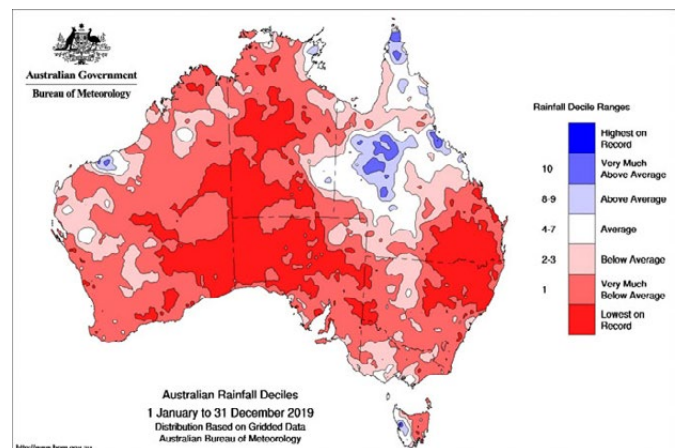 Australian Government
Bureau of Meteorology
Rainfall Decile Ranges
Highest on
Record
10
Very Much
Above Average
8-9
Above Average
4-7
Average
2-3
Below Average
1
Very Much
Below Average
Lowest on
Record
Australian Rainfall Deciles
1 January to 31 December 2019
Distribution Based on Gridded Data
Australian Bureau of Meteorology